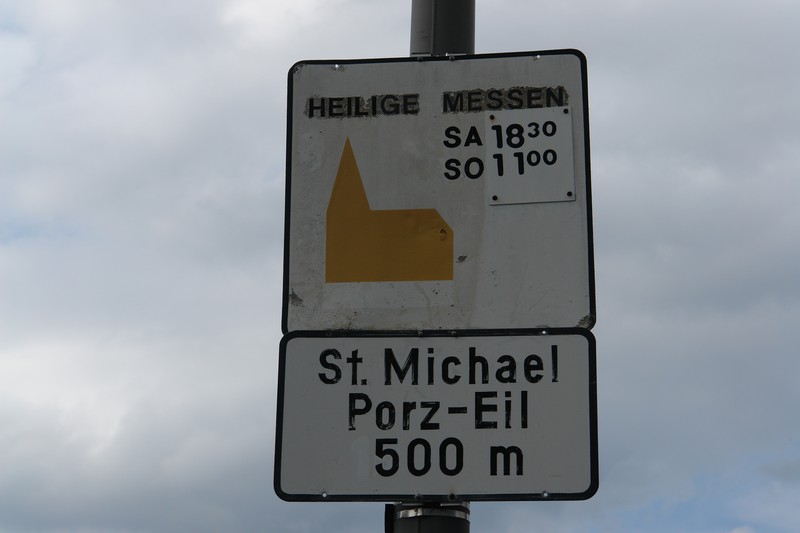 HEILIGE MESSEN
SA 18³⁰
SO 11⁰⁰
St. Michael
Porz-Eil
500 m